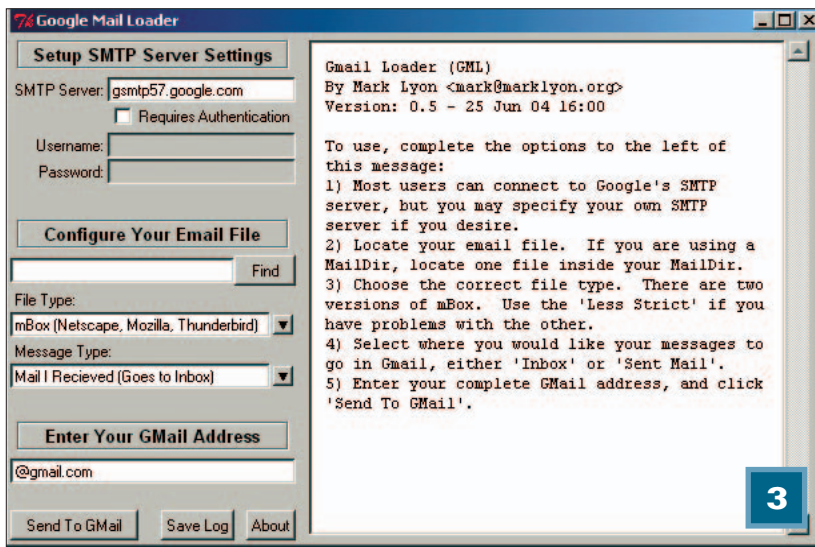 Google Mail Loader
Setup SMTP Server Settings
SMTP Server: gsmtp57.google.com
Requires Authentication
Username:
Password:
Configure Your Email File
Find
File Type:
mBox (Netscape, Mozilla, Thunderbird)
Message Type:
Mail I Recieved (Goes to Inbox)
Enter Your GMail Address
@gmail.com
Send To GMail Save Log About
Gmail Loader (GML)
By Mark Lyon <mark@marklyon.org>
Version: 0.5 - 25 Jun 04 16:00
To use, complete the options to the left of
this message:
1) Most users can connect to Google's SMTP
server, but you may specify your own SMTP
server if you desire.
2) Locate your email file. If you are using a
MailDir, locate one file inside your MailDir.
3) Choose the correct file type. There are two
versions of mBox. Use the 'Less Strict' if you
have problems with the other.
4) Select where you would like your messages to
go in Gmail, either 'Inbox' or 'Sent Mail'.
5) Enter your complete GMail address, and click
'Send To GMail'.
3